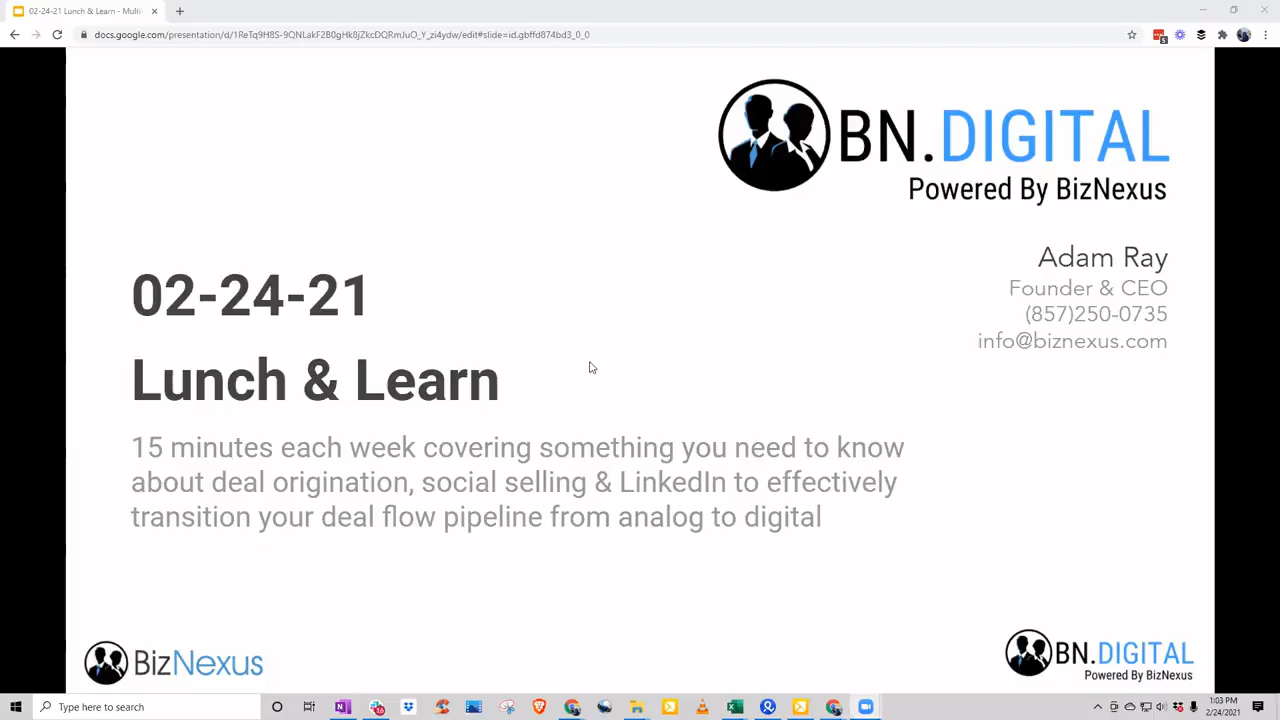 02-24-21 Lunch & Learn - Multi-
docs.google.com/presentation/d/1ReTq9H8S-9QNLakF2B0gHk8jZkcDQRmJuO_Y_zi4ydw/edit#slide=id.gbffd874bd3_0_0
BN.DIGITAL
Powered By BizNexus
Adam Ray
Founder & CEO
(857)250-0735
info@biznexus.com
02-24-21
Lunch & Learn
15 minutes each week covering something you need to know
about deal origination, social selling & LinkedIn to effectively
transition your deal flow pipeline from analog to digital
BizNexus
BN.DIGITAL
Powered By BizNexus
Type here to search
1:03 PM
2/24/2021